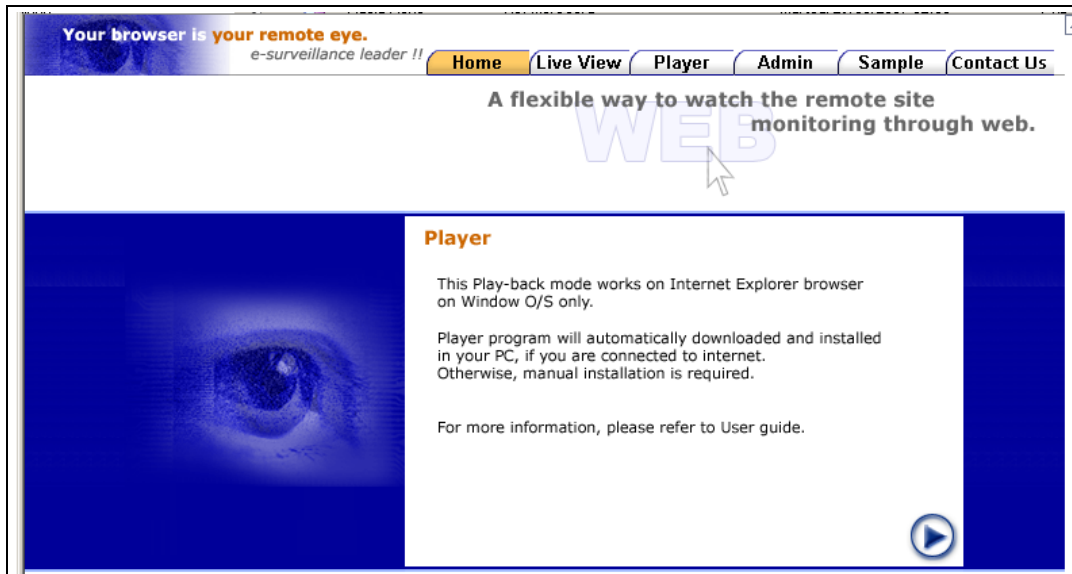 Your browser is your remote eye.
e-surveillance leader !!
Home Live View Player Admin Sample Contact Us
A flexible way to watch the remote site
monitoring through web.
WEB
Player
This Play-back mode works on Internet Explorer browser
on Window O/S only.
Player program will automatically downloaded and installed
in your PC, if you are connected to internet.
Otherwise, manual installation is required.
For more information, please refer to User guide.